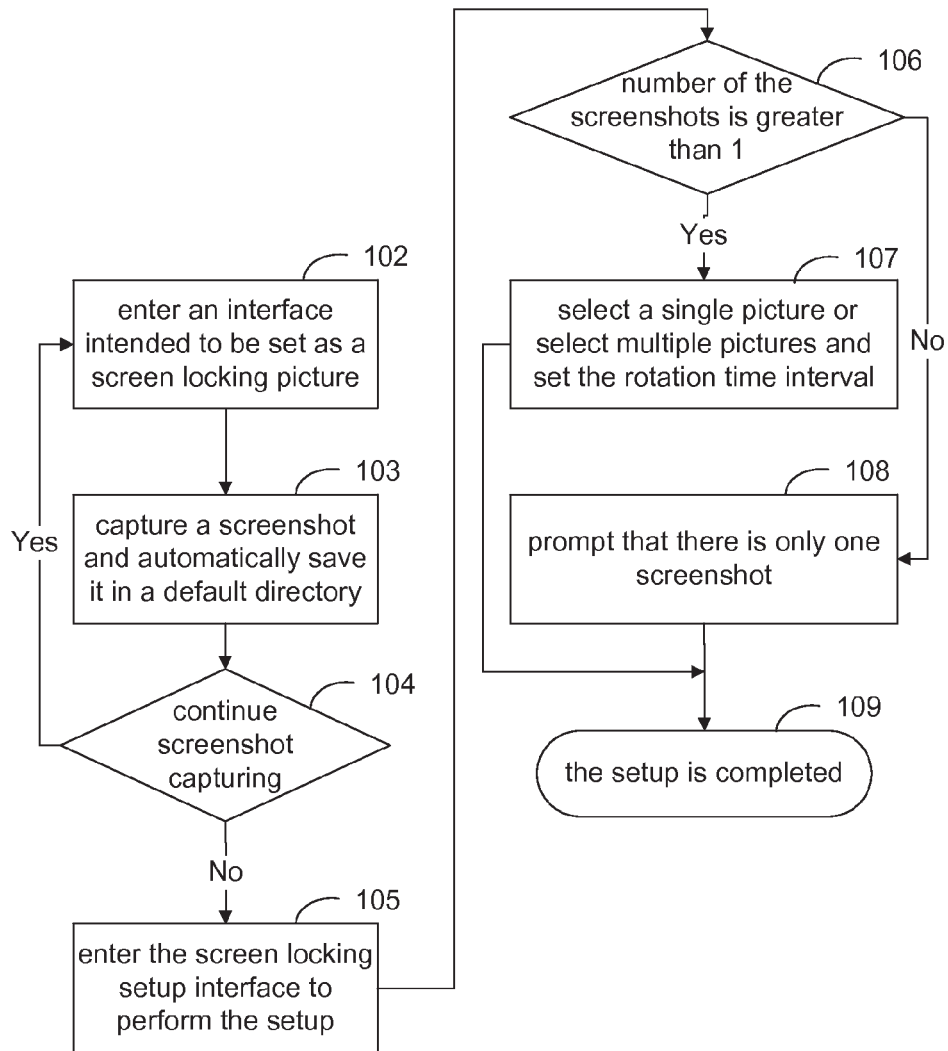 102
enter an interface
intended to be set as a
screen locking picture
103
capture a screenshot
and automatically save
it in a default directory
Yes
104
continue
screenshot
capturing
No
105
enter the screen locking
setup interface to
perform the setup
106
number of the
screenshots is greater
than 1
Yes
No
107
select a single picture or
select multiple pictures and
set the rotation time interval
108
prompt that there is only one
screenshot
109
the setup is completed